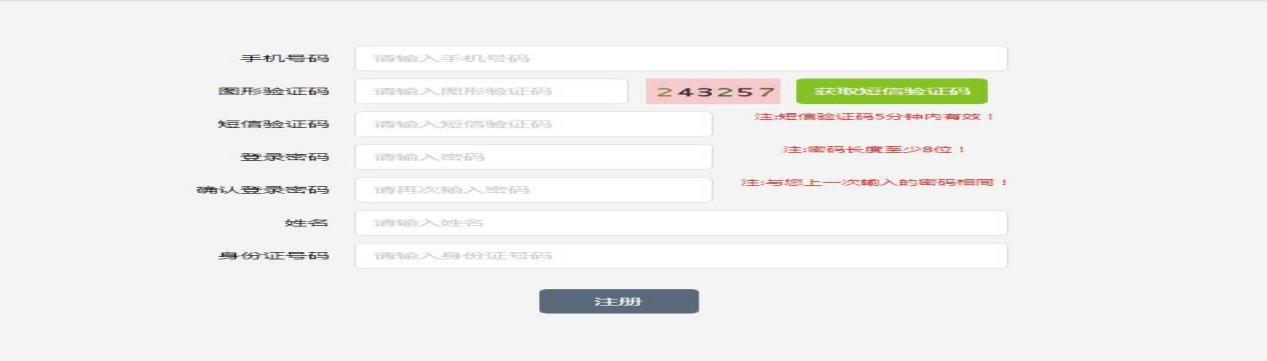 手机号码 请输入手机号码
图形验证码 请输入图形验证码 243257 获取短信验证码
短信验证码 请输入短信验证码 注:短信验证码5分钟内有效！
登录密码 请输入密码 注:密码长度至少8位！
确认登录密码 请再次输入密码 注:与您上一次输入的密码相同！
姓名 请输入姓名
身份证号码 请输入身份证号码
注册